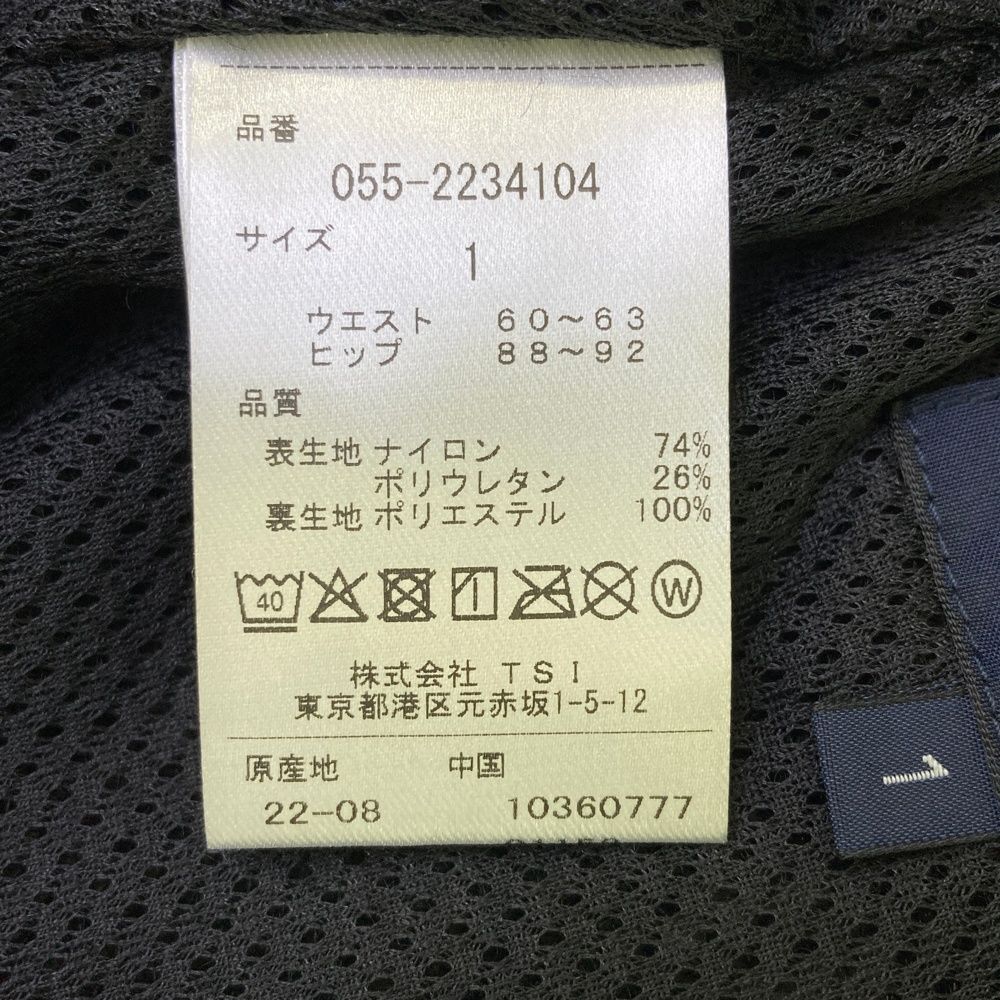 品番
055-2234104
サイズ
1
ウエスト 60～63
ヒップ 88～92
品質
表生地 ナイロン 74%
ポリウレタン 26%
裏生地 ポリエステル 100%
40 W
株式会社 TSI
東京都港区元赤坂1-5-12
原産地 中国
22-08 10360777
1